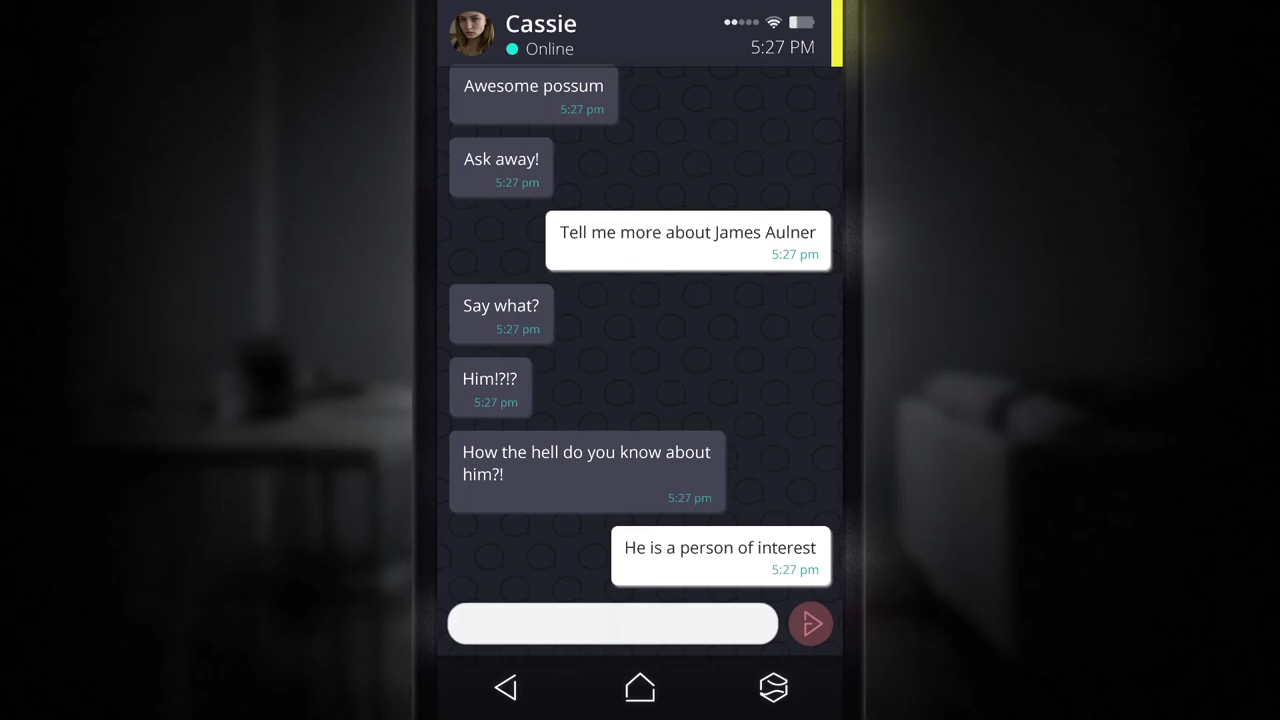 Cassie
Online
5:27 PM
Awesome possum
5:27 pm
Ask away!
5:27 pm
Tell me more about James Aulner
5:27 pm
Say what?
5:27 pm
Him!?!?
5:27 pm
How the hell do you know about
him?!
5:27 pm
He is a person of interest
5:27 pm